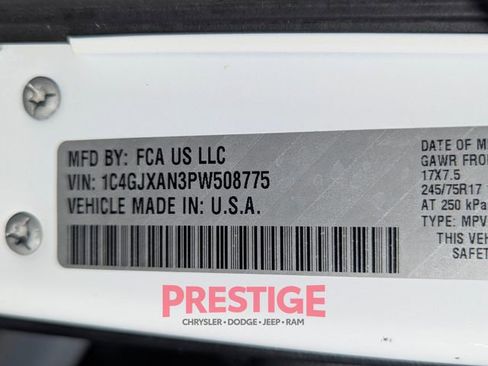 MFD BY: FCA US LLC
VIN: 1C4GJXAN3PW508775
VEHICLE MADE IN: U.S.A.
DATE OF M
GAWR FRO
17X7.5
245/75R17
AT 250 kPa
TYPE: MPV
THIS VEH
SAFET
PRESTIGE
CHRYSLER • DODGE • JEEP • RAM